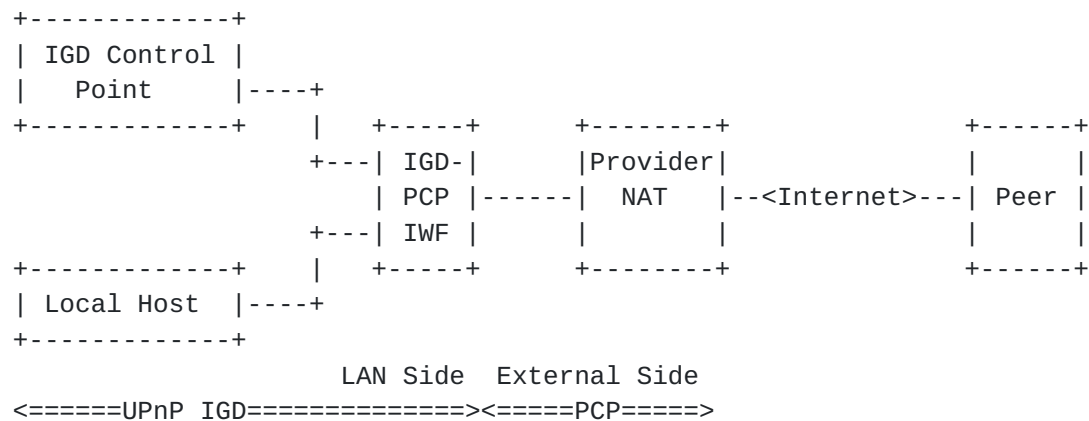 +-------------+
| IGD Control |
|   Point     |----+
+-------------+    |   +-----+      +--------+               +------+
                   +---| IGD-|      |Provider|               |      |
                       | PCP |------|  NAT   |--<Internet>---| Peer |
                   +---| IWF |      |        |               |      |
+-------------+    |   +-----+      +--------+               +------+
| Local Host  |----+
+-------------+
                     LAN Side  External Side
<======UPnP IGD==============><=====PCP=====>